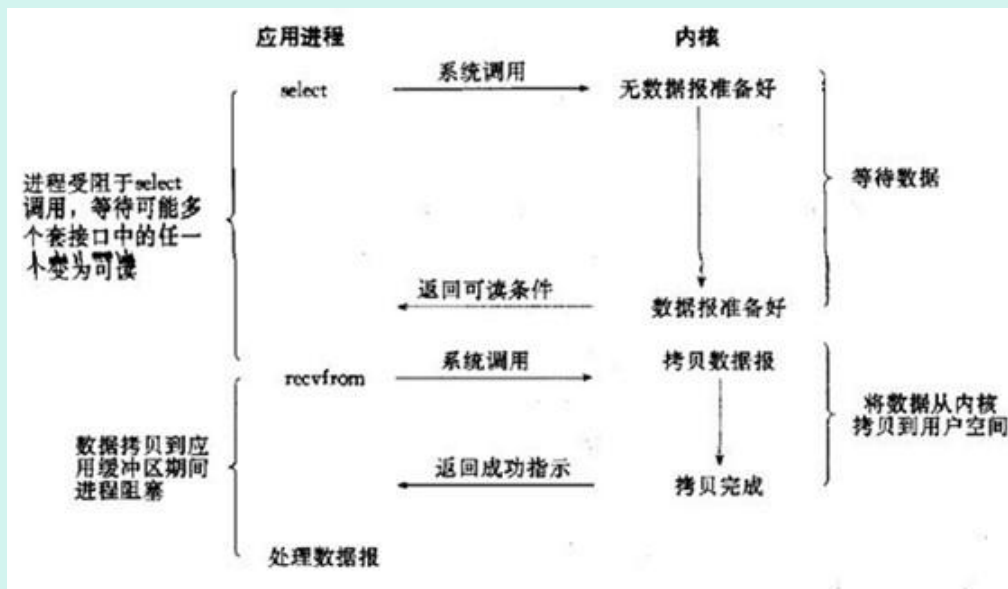 应用进程
内核
select
系统调用
无数据报准备好
进程受阻于select
调用，等待可能多
个套接口中的任一
个变为可读
等待数据
返回可读条件
数据报准备好
recvfrom
系统调用
拷贝数据报
数据拷贝到应
用缓冲区期间
进程阻塞
将数据从内核
拷贝到用户空间
返回成功指示
拷贝完成
处理数据报